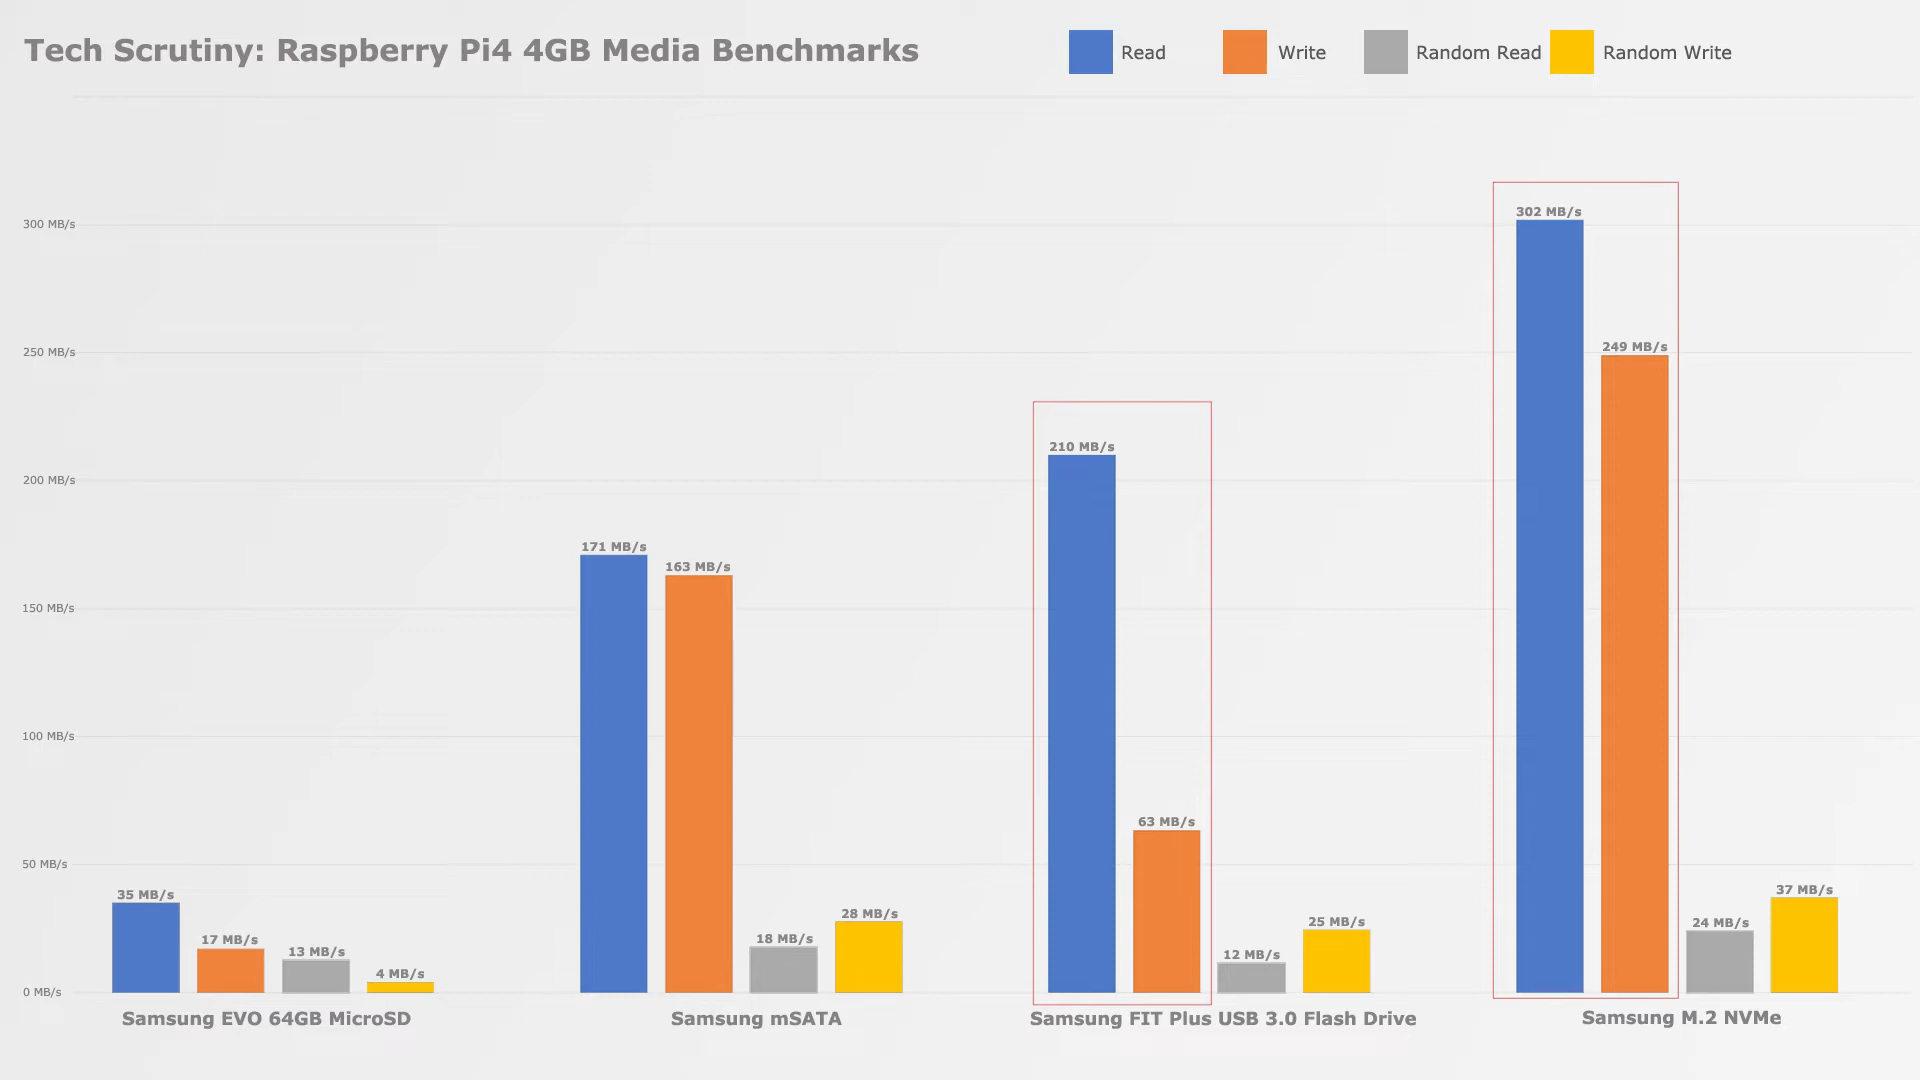 Tech Scrutiny: Raspberry Pi4 4GB Media Benchmarks
Read
Write
Random Read
Random Write
300 MB/s
250 MB/s
200 MB/s
150 MB/s
100 MB/s
50 MB/s
0 MB/s
35 MB/s
17 MB/s
13 MB/s
4 MB/s
171 MB/s
163 MB/s
18 MB/s
28 MB/s
210 MB/s
63 MB/s
12 MB/s
25 MB/s
302 MB/s
249 MB/s
24 MB/s
37 MB/s
Samsung EVO 64GB MicroSD
Samsung mSATA
Samsung FIT Plus USB 3.0 Flash Drive
Samsung M.2 NVMe